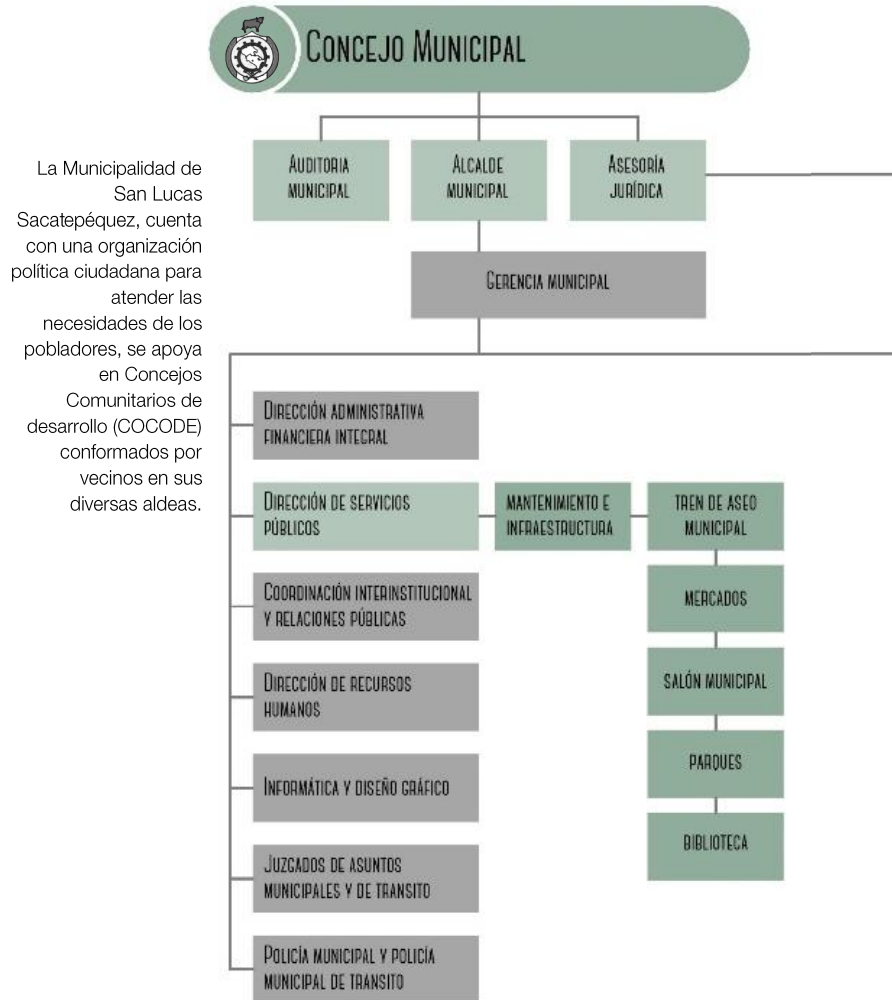 CONCEJO MUNICIPAL
AUDITORIA
MUNICIPAL
ALCALDE
MUNICIPAL
ASESORÍA
JURÍDICA
La Municipalidad de
San Lucas
Sacatepéquez, cuenta
con una organización
política ciudadana para
atender las
necesidades de los
pobladores, se apoya
en Concejos
Comunitarios de
desarrollo (COCODE)
conformados por
vecinos en sus
diversas aldeas.
GERENCIA MUNICIPAL
DIRECCIÓN ADMINISTRATIVA
FINANCIERA INTEGRAL
DIRECCIÓN DE SERVICIOS
PÚBLICOS
MANTENIMIENTO E
INFRAESTRUCTURA
TREN DE ASEO
MUNICIPAL
MERCADOS
SALÓN MUNICIPAL
PARQUES
BIBLIOTECA
COORDINACIÓN INTERINSTITUCIONAL
Y RELACIONES PÚBLICAS
DIRECCIÓN DE RECURSOS
HUMANOS
INFORMÁTICA Y DISEÑO GRÁFICO
JUZGADOS DE ASUNTOS
MUNICIPALES Y DE TRANSITO
POLICÍA MUNICIPAL Y POLICÍA
MUNICIPAL DE TRANSITO